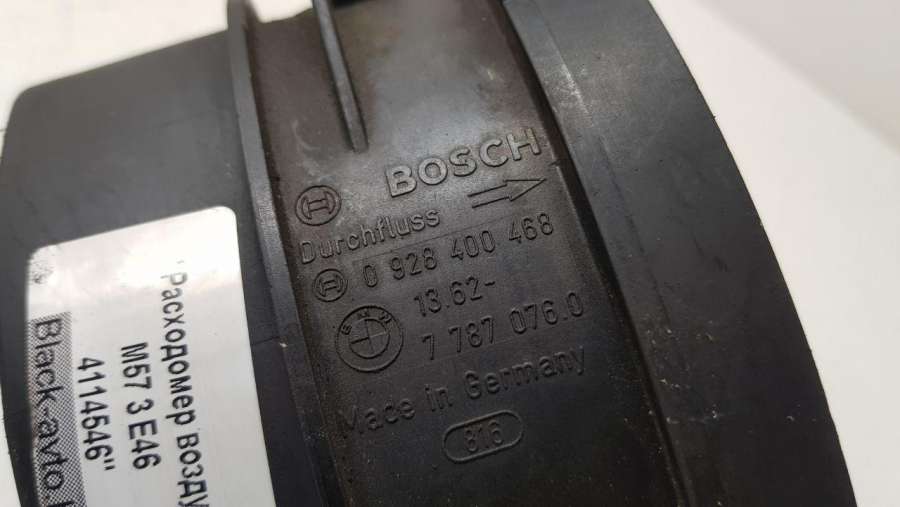 BOSCH
Durchfluss
0 928 400 468
BMW
13.62-
7 787 076.0
Made in Germany
816
"Расходомер возду
M57 3 E46
4114546"
Black-avto.